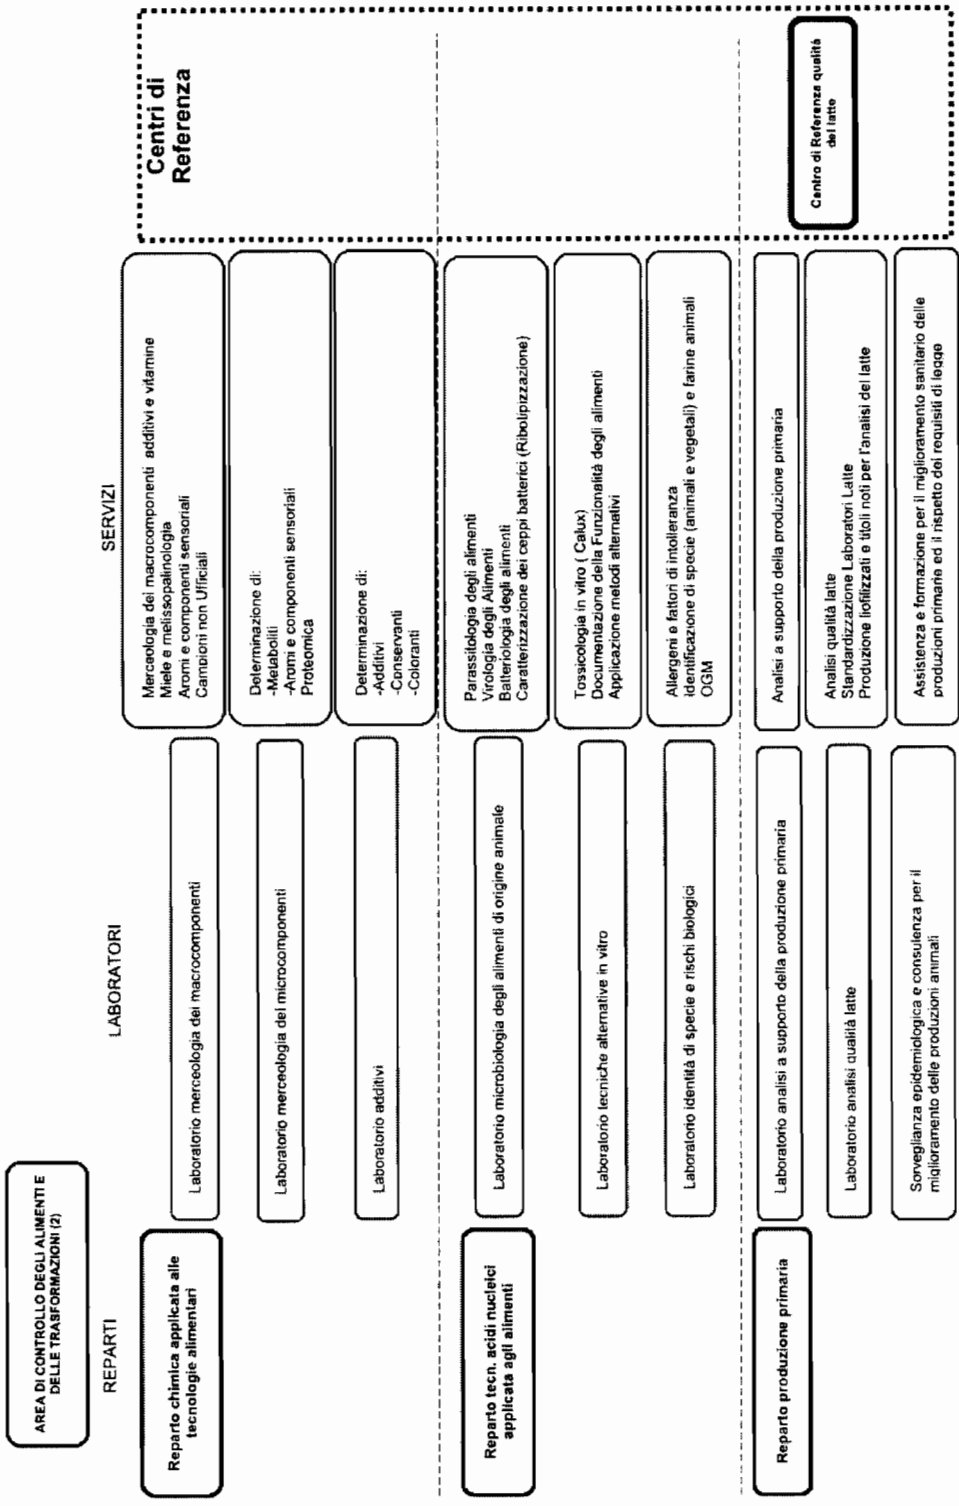 AREA DI CONTROLLO DEGLI ALIMENTI E
DELLE TRASFORMAZIONI (2)
REPARTI
LABORATORI
SERVIZI
Centri di
Referenza
Reparto chimica applicata alle
tecnologie alimentari
Laboratorio merceologia dei macrocomponenti
Merceologia dei macrocomponenti additivi e vitamine
Miele e melissopalinologia
Aromi e componenti sensoriali
Campioni non Ufficiali
Laboratorio merceologia dei microcomponenti
Determinazione di:
-Metaboliti
-Aromi e componenti sensoriali
Proteomica
Laboratorio additivi
Determinazione di:
-Additivi
-Conservanti
-Coloranti
Reparto tecn. acidi nucleici
applicata agli alimenti
Laboratorio microbiologia degli alimenti di origine animale
Parassitologia degli alimenti
Virologia degli Alimenti
Batteriologia degli alimenti
Caratterizzazione dei ceppi batterici (Ribolipizzazione)
Laboratorio tecniche alternative in vitro
Tossicologia in vitro ( Calux)
Documentazione della Funzionalità degli alimenti
Applicazione metodi alternativi
Laboratorio identità di specie e rischi biologici
Allergeni e fattori di intolleranza
Identificazione di specie (animali e vegetali) e farine animali
OGM
Reparto produzione primaria
Laboratorio analisi a supporto della produzione primaria
Analisi a supporto della produzione primaria
Laboratorio analisi qualità latte
Analisi qualità latte
Standardizzazione Laboratori Latte
Produzione liofilizzati e titoli noti per l'analisi del latte
Centro di Referenza qualità
del latte
Sorveglianza epidemiologica e consulenza per il
miglioramento delle produzioni animali
Assistenza e formazione per il miglioramento sanitario delle
produzioni primarie ed il rispetto dei requisiti di legge